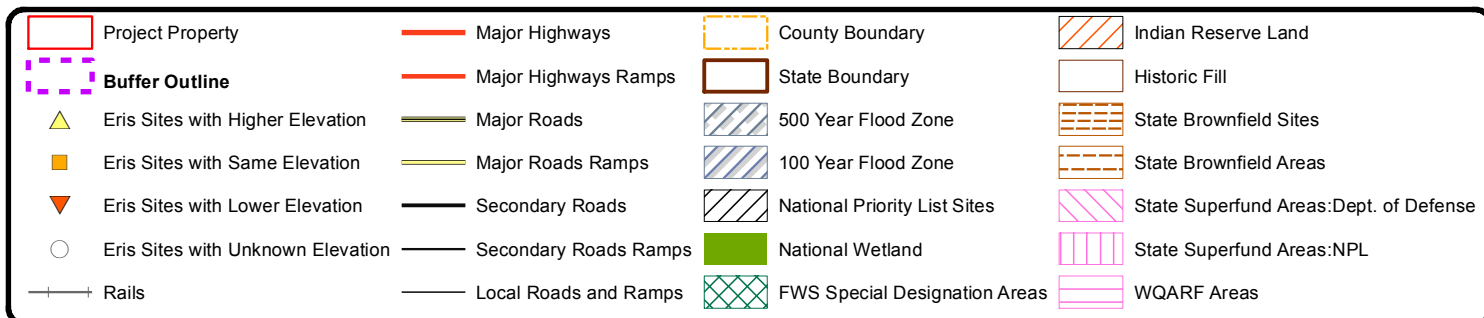 Project Property
Buffer Outline
Eris Sites with Higher Elevation
Eris Sites with Same Elevation
Eris Sites with Lower Elevation
Eris Sites with Unknown Elevation
Rails
Major Highways
Major Highways Ramps
Major Roads
Major Roads Ramps
Secondary Roads
Secondary Roads Ramps
Local Roads and Ramps
County Boundary
State Boundary
500 Year Flood Zone
100 Year Flood Zone
National Priority List Sites
National Wetland
FWS Special Designation Areas
Indian Reserve Land
Historic Fill
State Brownfield Sites
State Brownfield Areas
State Superfund Areas:Dept. of Defense
State Superfund Areas:NPL
WQARF Areas